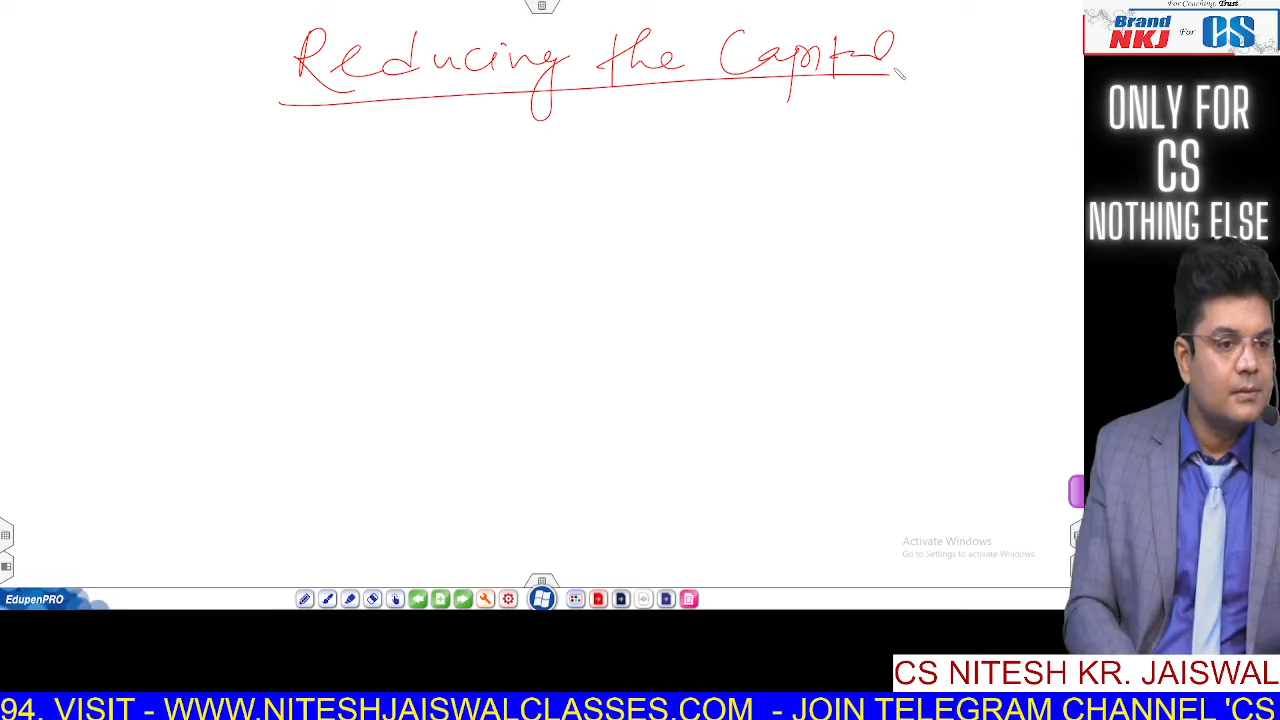 For Coaching, Trust
Brand
NKJ
For
CS
Reducing the Capital
ONLY FOR
CS
NOTHING ELSE
Activate Windows
Go to Settings to activate Windows.
EdupenPRO
CS NITESH KR. JAISWAL
94. VISIT - WWW.NITESHJAISWALCLASSES.COM - JOIN TELEGRAM CHANNEL 'CS